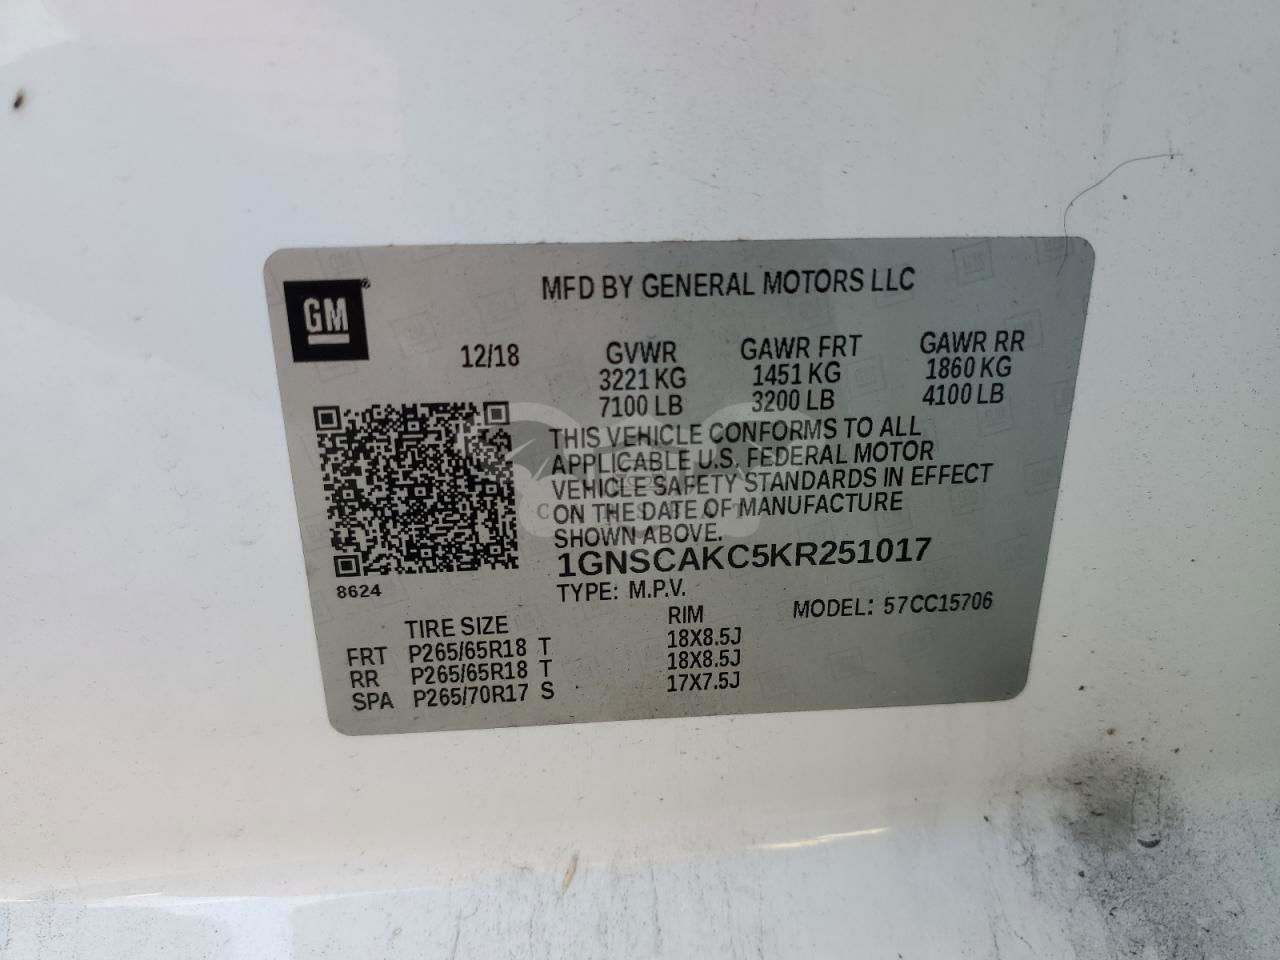 MFD BY GENERAL MOTORS LLC
GM
12/18 GVWR GAWR FRT GAWR RR
3221 KG 1451 KG 1860 KG
7100 LB 3200 LB 4100 LB
THIS VEHICLE CONFORMS TO ALL
APPLICABLE U.S. FEDERAL MOTOR
VEHICLE SAFETY STANDARDS IN EFFECT
ON THE DATE OF MANUFACTURE
SHOWN ABOVE.
1GNSCAKC5KR251017
8624
TYPE: M.P.V. MODEL: 57CC15706
TIRE SIZE RIM
FRT P265/65R18 T 18X8.5J
RR P265/65R18 T 18X8.5J
SPA P265/70R17 S 17X7.5J